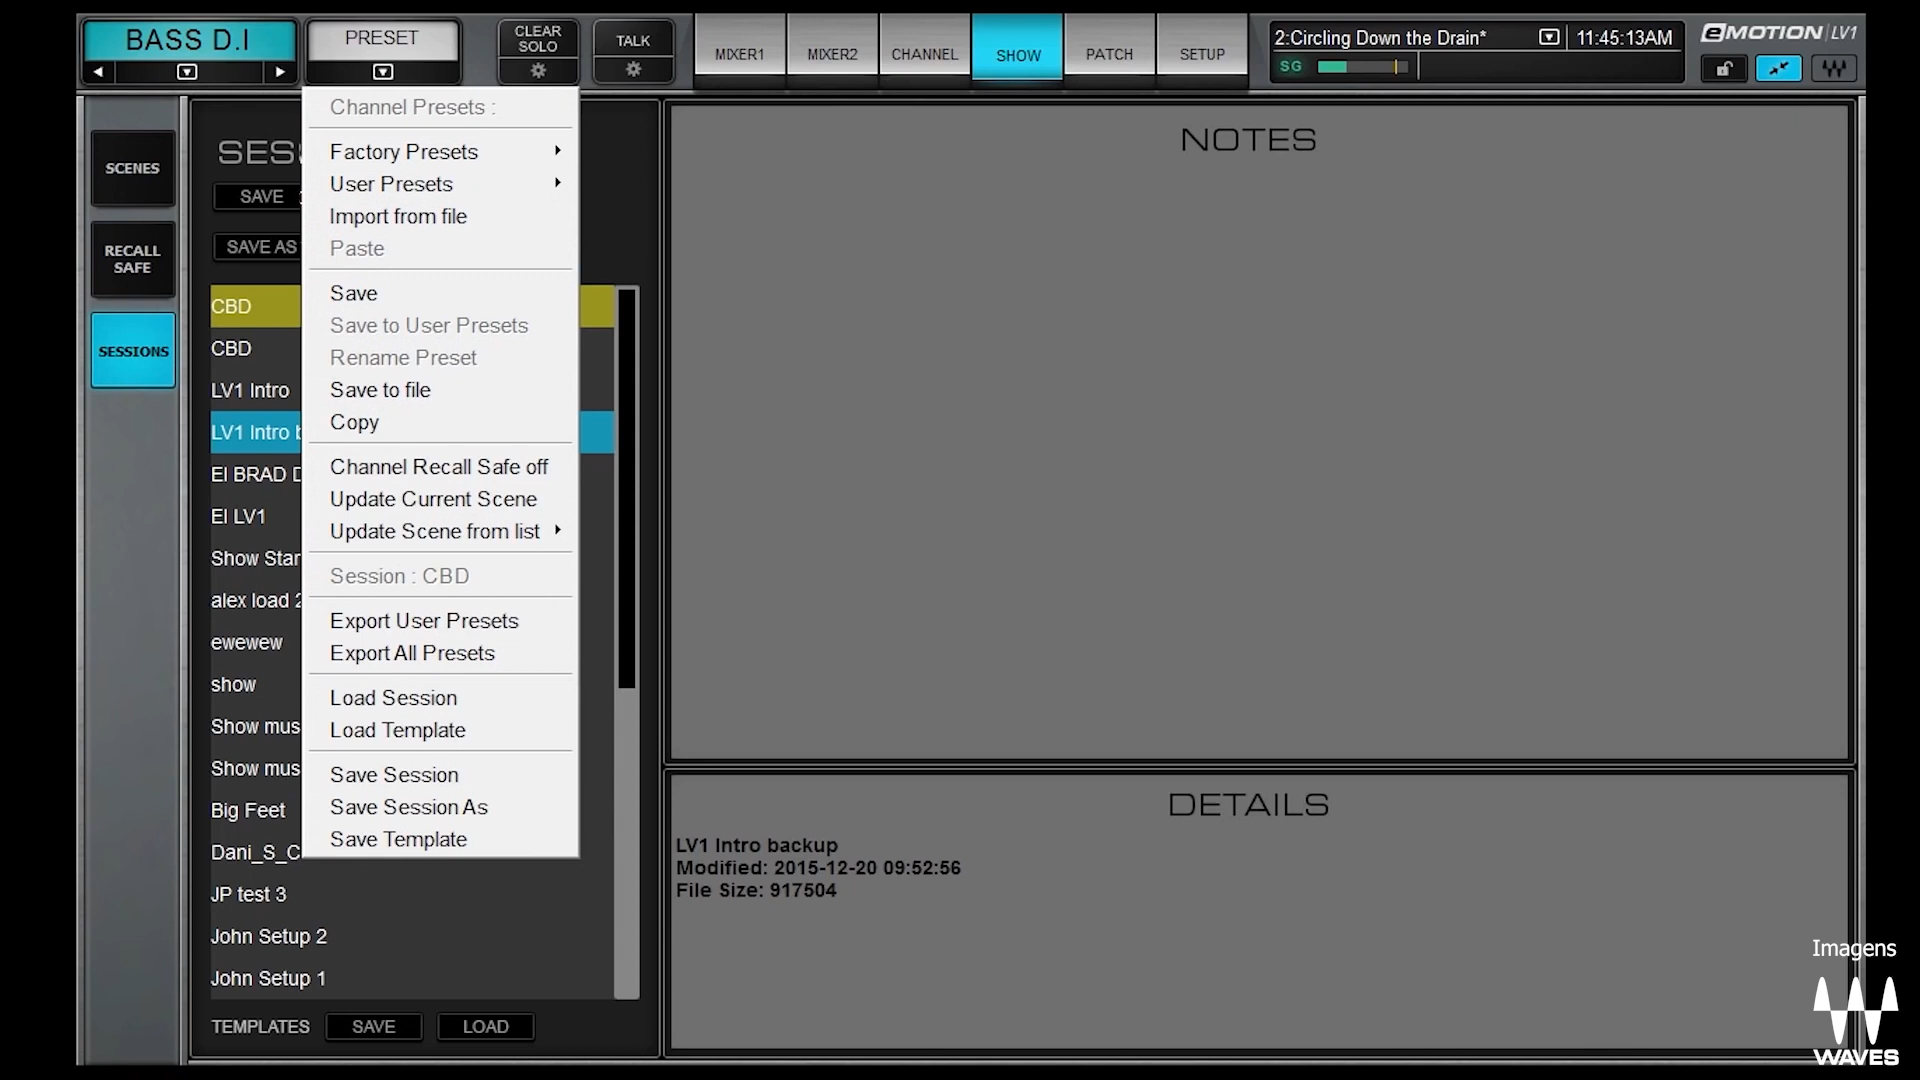 BASS D.I
PRESET
CLEAR
SOLO
TALK
MIXER1
MIXER2
CHANNEL
SHOW
PATCH
SETUP
2:Circling Down the Drain*
11:45:13AM
SG
eMOTION LV1
SCENES
RECALL
SAFE
SESSIONS
SAVE
SAVE AS
CBD
CBD
LV1 Intro
LV1 Intro
EI BRAD
EI LV1
Show Star
alex load
ewewew
show
Show mus
Show mus
Big Feet
Dani_S_C
JP test 3
John Setup 2
John Setup 1
TEMPLATES
SAVE
LOAD
Channel Presets :
Factory Presets
User Presets
Import from file
Paste
Save
Save to User Presets
Rename Preset
Save to file
Copy
Channel Recall Safe off
Update Current Scene
Update Scene from list
Session : CBD
Export User Presets
Export All Presets
Load Session
Load Template
Save Session
Save Session As
Save Template
NOTES
DETAILS
LV1 Intro backup
Modified: 2015-12-20 09:52:56
File Size: 917504
Imagens
WAVES